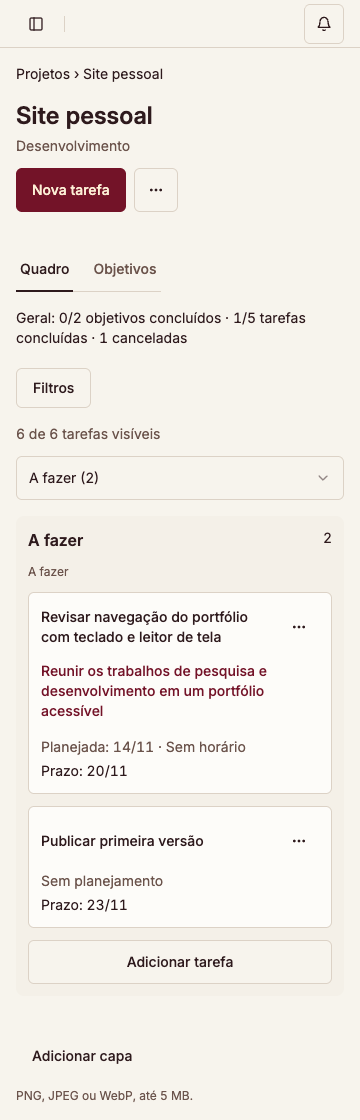 Projetos › Site pessoal
Site pessoal
Desenvolvimento
Nova tarefa
Quadro
Objetivos
Geral: 0/2 objetivos concluídos · 1/5 tarefas
concluídas · 1 canceladas
Filtros
6 de 6 tarefas visíveis
A fazer (2)
A fazer
2
A fazer
Revisar navegação do portfólio
com teclado e leitor de tela
Reunir os trabalhos de pesquisa e
desenvolvimento em um portfólio
acessível
Planejada: 14/11 · Sem horário
Prazo: 20/11
Publicar primeira versão
Sem planejamento
Prazo: 23/11
Adicionar tarefa
Adicionar capa
PNG, JPEG ou WebP, até 5 MB.